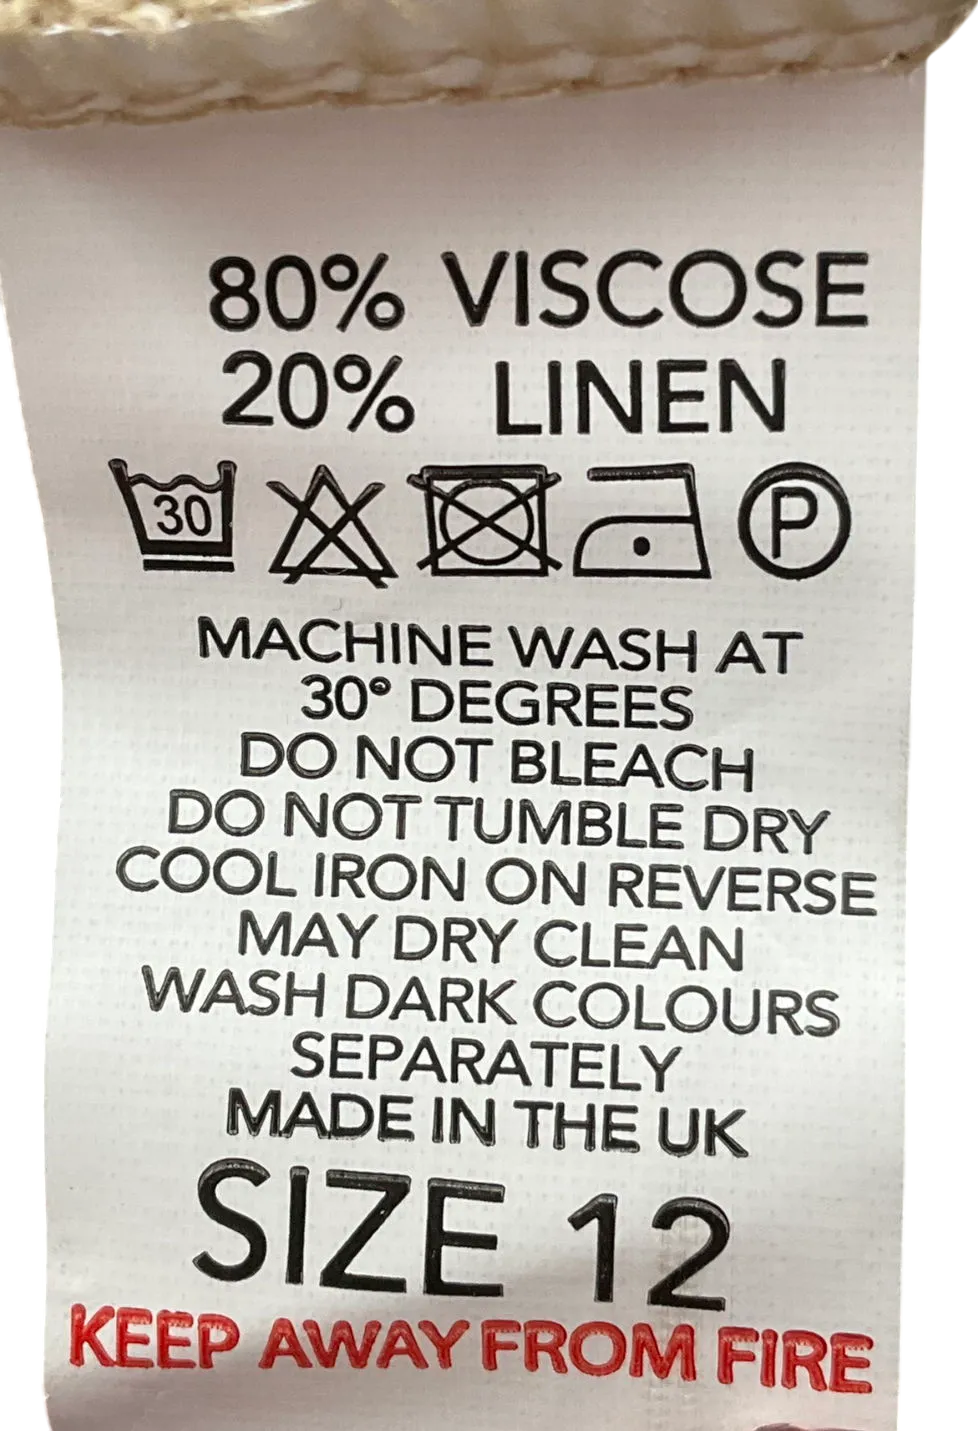 80% VISCOSE
20% LINEN
30 P
MACHINE WASH AT
30° DEGREES
DO NOT BLEACH
DO NOT TUMBLE DRY
COOL IRON ON REVERSE
MAY DRY CLEAN
WASH DARK COLOURS
SEPARATELY
MADE IN THE UK
SIZE 12
KEEP AWAY FROM FIRE